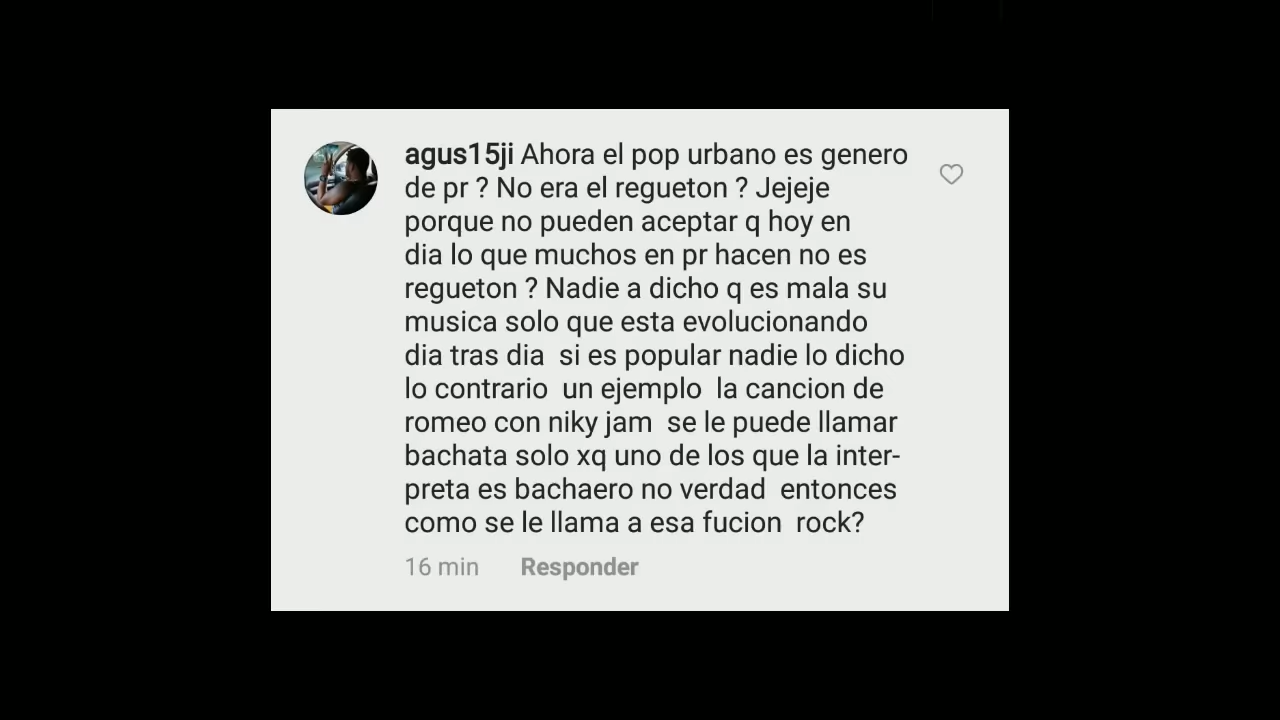 agus15ji Ahora el pop urbano es genero
de pr ? No era el regueton ? Jejeje
porque no pueden aceptar q hoy en
dia lo que muchos en pr hacen no es
regueton ? Nadie a dicho q es mala su
musica solo que esta evolucionando
dia tras dia  si es popular nadie lo dicho
lo contrario  un ejemplo  la cancion de
romeo con niky jam  se le puede llamar
bachata solo xq uno de los que la inter-
preta es bachaero no verdad  entonces
como se le llama a esa fucion  rock?
16 min Responder